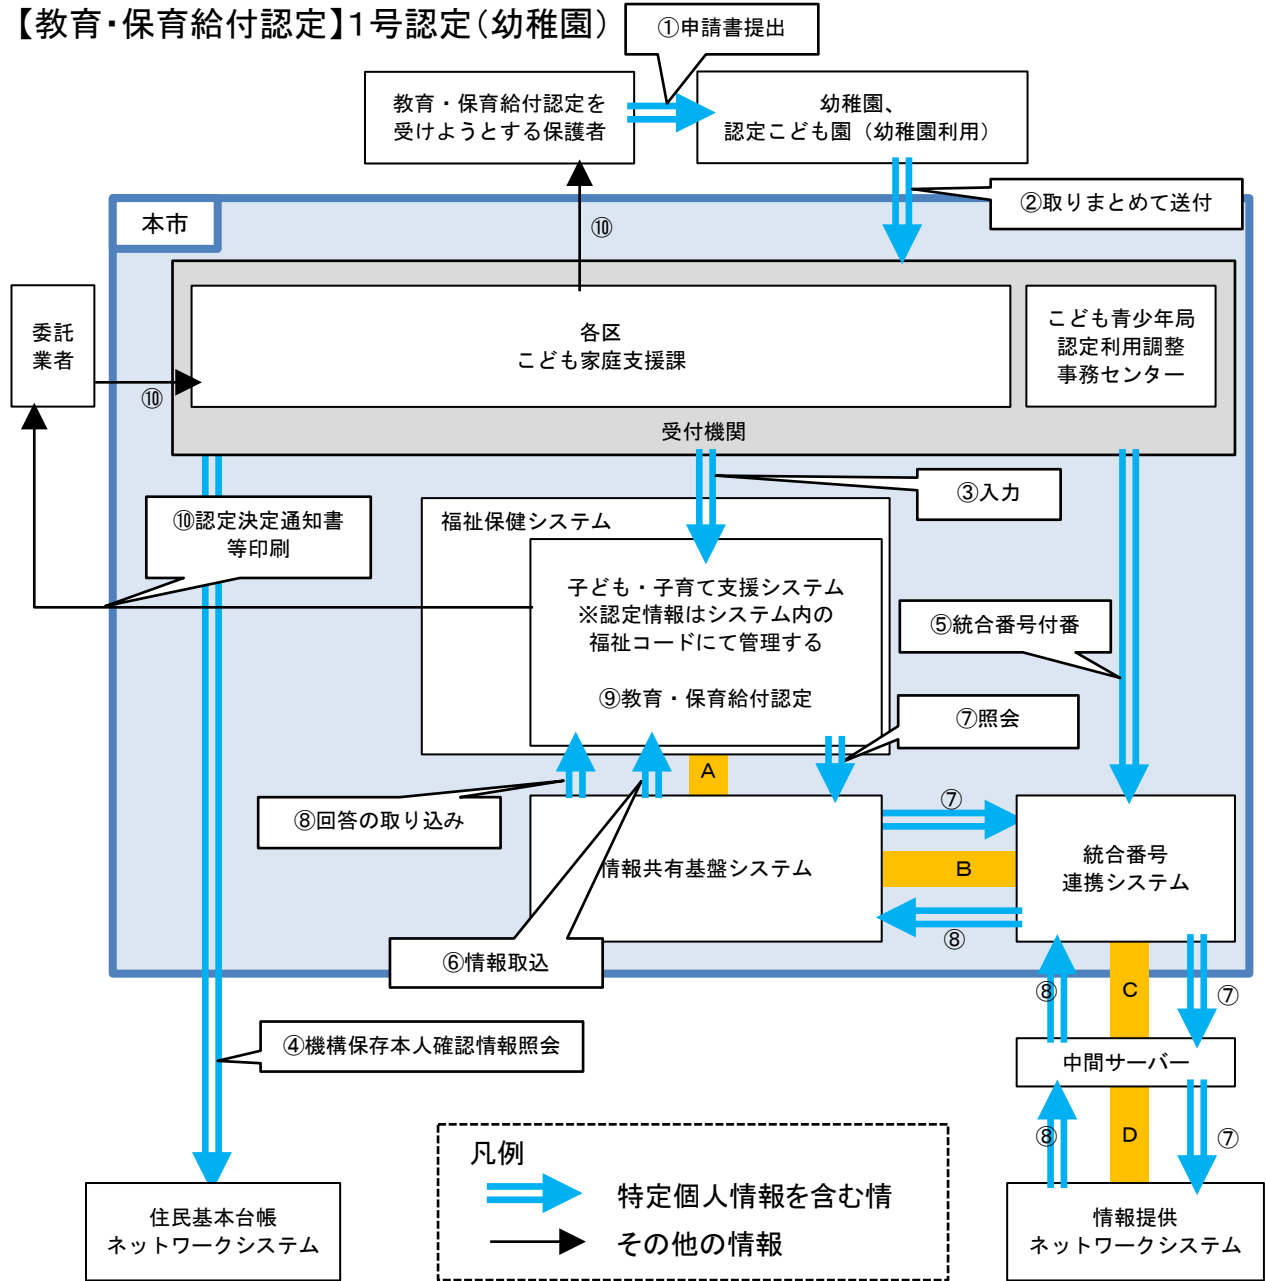 【教育・保育給付認定】1号認定（幼稚園）
①申請書提出
教育・保育給付認定を
受けようとする保護者
幼稚園、
認定こども園（幼稚園利用）
②取りまとめて送付
本市
⑩
委託
業者
各区
こども家庭支援課
こども青少年局
認定利用調整
事務センター
⑩
受付機関
③入力
⑩認定決定通知書
等印刷
福祉保健システム
子ども・子育て支援システム
※認定情報はシステム内の
福祉コードにて管理する
⑨教育・保育給付認定
⑤統合番号付番
⑦照会
A
⑧回答の取り込み
⑦
情報共有基盤システム
B
統合番号
連携システム
⑧
⑥情報取込
⑧
C
⑦
④機構保存本人確認情報照会
中間サーバー
⑧
D
⑦
凡例
特定個人情報を含む情
その他の情報
住民基本台帳
ネットワークシステム
情報提供
ネットワークシステム